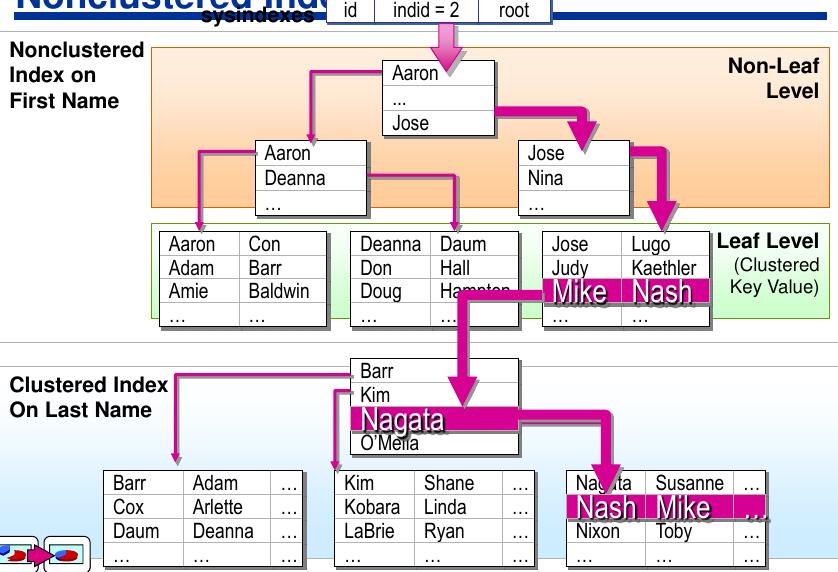 Nonclustered Inde
sysindexes
id indid = 2 root
Nonclustered
Index on
First Name
Non-Leaf
Level
Aaron
...
Jose
Aaron
Deanna
…
Jose
Nina
…
Leaf Level
(Clustered
Key Value)
Aaron Con
Adam Barr
Amie Baldwin
… …
Deanna Daum
Don Hall
Doug Hampton
… …
Jose Lugo
Judy Kaethler
Mike Nash
… …
Clustered Index
On Last Name
Barr
Kim
Nagata
O'Melia
Barr Adam …
Cox Arlette …
Daum Deanna …
… … …
Kim Shane …
Kobara Linda …
LaBrie Ryan …
… … …
Nagata Susanne …
Nash Mike …
Nixon Toby …
… … …